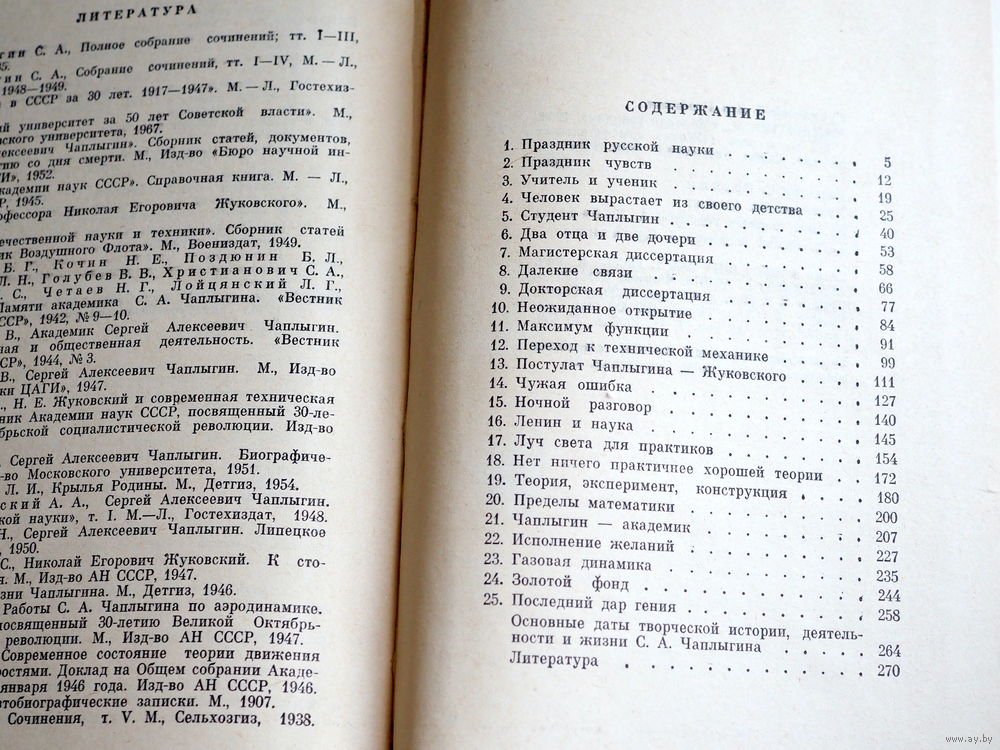 ЛИТЕРАТУРА
С. А., Полное собрание сочинений; тт. I—III,
С. А., Собрание сочинений, тт. I—IV, М. — Л.,
1948—1949.
в СССР за 30 лет. 1917—1947». М. — Л., Гостехиз-
университет за 50 лет Советской власти». М.,
университета, 1967.
Чаплыгин». Сборник статей, документов,
со дня смерти. М., Изд-во «Бюро научной ин-
1952.
наук СССР». Справочная книга. М. — Л.,
1945.
Николая Егоровича Жуковского». М.,
науки и техники». Сборник статей
Воздушного Флота». М., Воениздат, 1949.
Б. Г., Кочин Н. Е., Поздюнин Б. Л.,
Л. Н., Голубев В. В., Христианович С. А.,
С., Четаев Н. Г., Лойцянский Л. Г.,
Памяти академика С. А. Чаплыгина. «Вестник
1942, № 9—10.
В., Академик Сергей Алексеевич Чаплыгин.
и общественная деятельность. «Вестник
1944, № 3.
В., Сергей Алексеевич Чаплыгин. М., Изд-во
ЦАГИ», 1947.
Н. Е. Жуковский и современная техническая
Академии наук СССР, посвященный 30-ле-
социалистической революции. Изд-во
Сергей Алексеевич Чаплыгин. Биографиче-
-во Московского университета, 1951.
Л. И., Крылья Родины. М., Детгиз, 1954.
А. А., Сергей Алексеевич Чаплыгин.
науки», т. I. М.—Л., Гостехиздат, 1948.
Сергей Алексеевич Чаплыгин. Липецкое
1950.
С., Николай Егорович Жуковский. К сто-
М., Изд-во АН СССР, 1947.
Чаплыгина. М., Детгиз, 1946.
Работы С. А. Чаплыгина по аэродинамике.
посвященный 30-летию Великой Октябрь-
революции. М., Изд-во АН СССР, 1947.
Современное состояние теории движения
Доклад на Общем собрании Акаде-
января 1946 года. Изд-во АН СССР, 1946.
записки. М., 1907.
Сочинения, т. V. М., Сельхозгиз, 1938.
СОДЕРЖАНИЕ
1. Праздник русской науки 5
2. Праздник чувств 12
3. Учитель и ученик 19
4. Человек вырастает из своего детства 25
5. Студент Чаплыгин 40
6. Два отца и две дочери 53
7. Магистерская диссертация 58
8. Далекие связи 66
9. Докторская диссертация 77
10. Неожиданное открытие 84
11. Максимум функции 91
12. Переход к технической механике 99
13. Постулат Чаплыгина — Жуковского 111
14. Чужая ошибка 127
15. Ночной разговор 140
16. Ленин и наука 145
17. Луч света для практиков 154
18. Нет ничего практичнее хорошей теории 172
19. Теория, эксперимент, конструкция 180
20. Пределы математики 200
21. Чаплыгин — академик 207
22. Исполнение желаний 227
23. Газовая динамика 235
24. Золотой фонд 244
25. Последний дар гения 258
Основные даты творческой истории, деятель-
ности и жизни С. А. Чаплыгина 264
Литература 270
www.ay.by